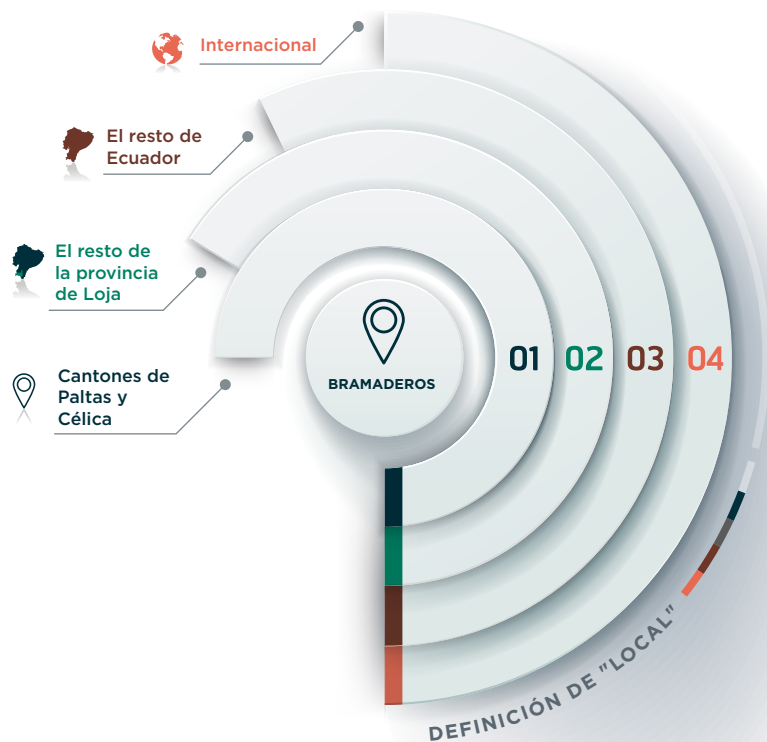 Internacional
El resto de
Ecuador
El resto de
la provincia
de Loja
Cantones de
Paltas y
Célica
BRAMADEROS
01 02 03 04
DEFINICIÓN DE "LOCAL"